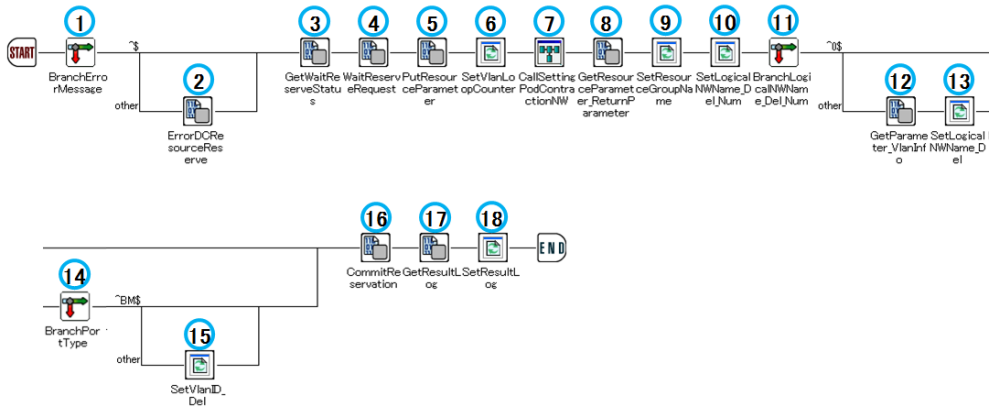 1
3 4 5 6 7 8 9 10 11
START
^$
^0$
BranchErro
rMessage
GetWaitRe
serveStatu
s
WaitReserv
eRequest
PutResour
ceParamet
er
SetVlanLo
opCounter
CallSetting
PodContra
ctionNW
GetResour
ceParamet
er_ReturnP
arameter
SetResour
ceGroupNa
me
SetLogical
NWName_D
el_Num
BranchLogi
calNWNam
e_Del_Num
2
other
ErrorDCRe
sourceRes
erve
other
12 13
GetParame
ter_VlanInf
o
SetLogical
NWName_D
el
16 17 18
END
CommitRe
servation
GetResultL
og
SetResultL
og
14
^BM$
BranchPor
tType
15
other
SetVlanID_
Del